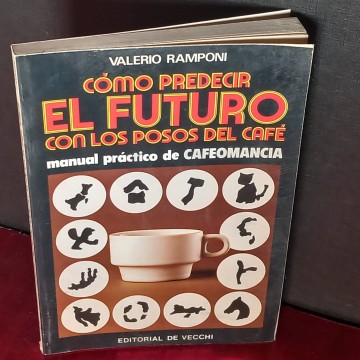 VALERIO RAMPONI
CÓMO PREDECIR
EL FUTURO
CON LOS POSOS DEL CAFÉ
manual práctico de CAFEOMANCIA
EDITORIAL DE VECCHI